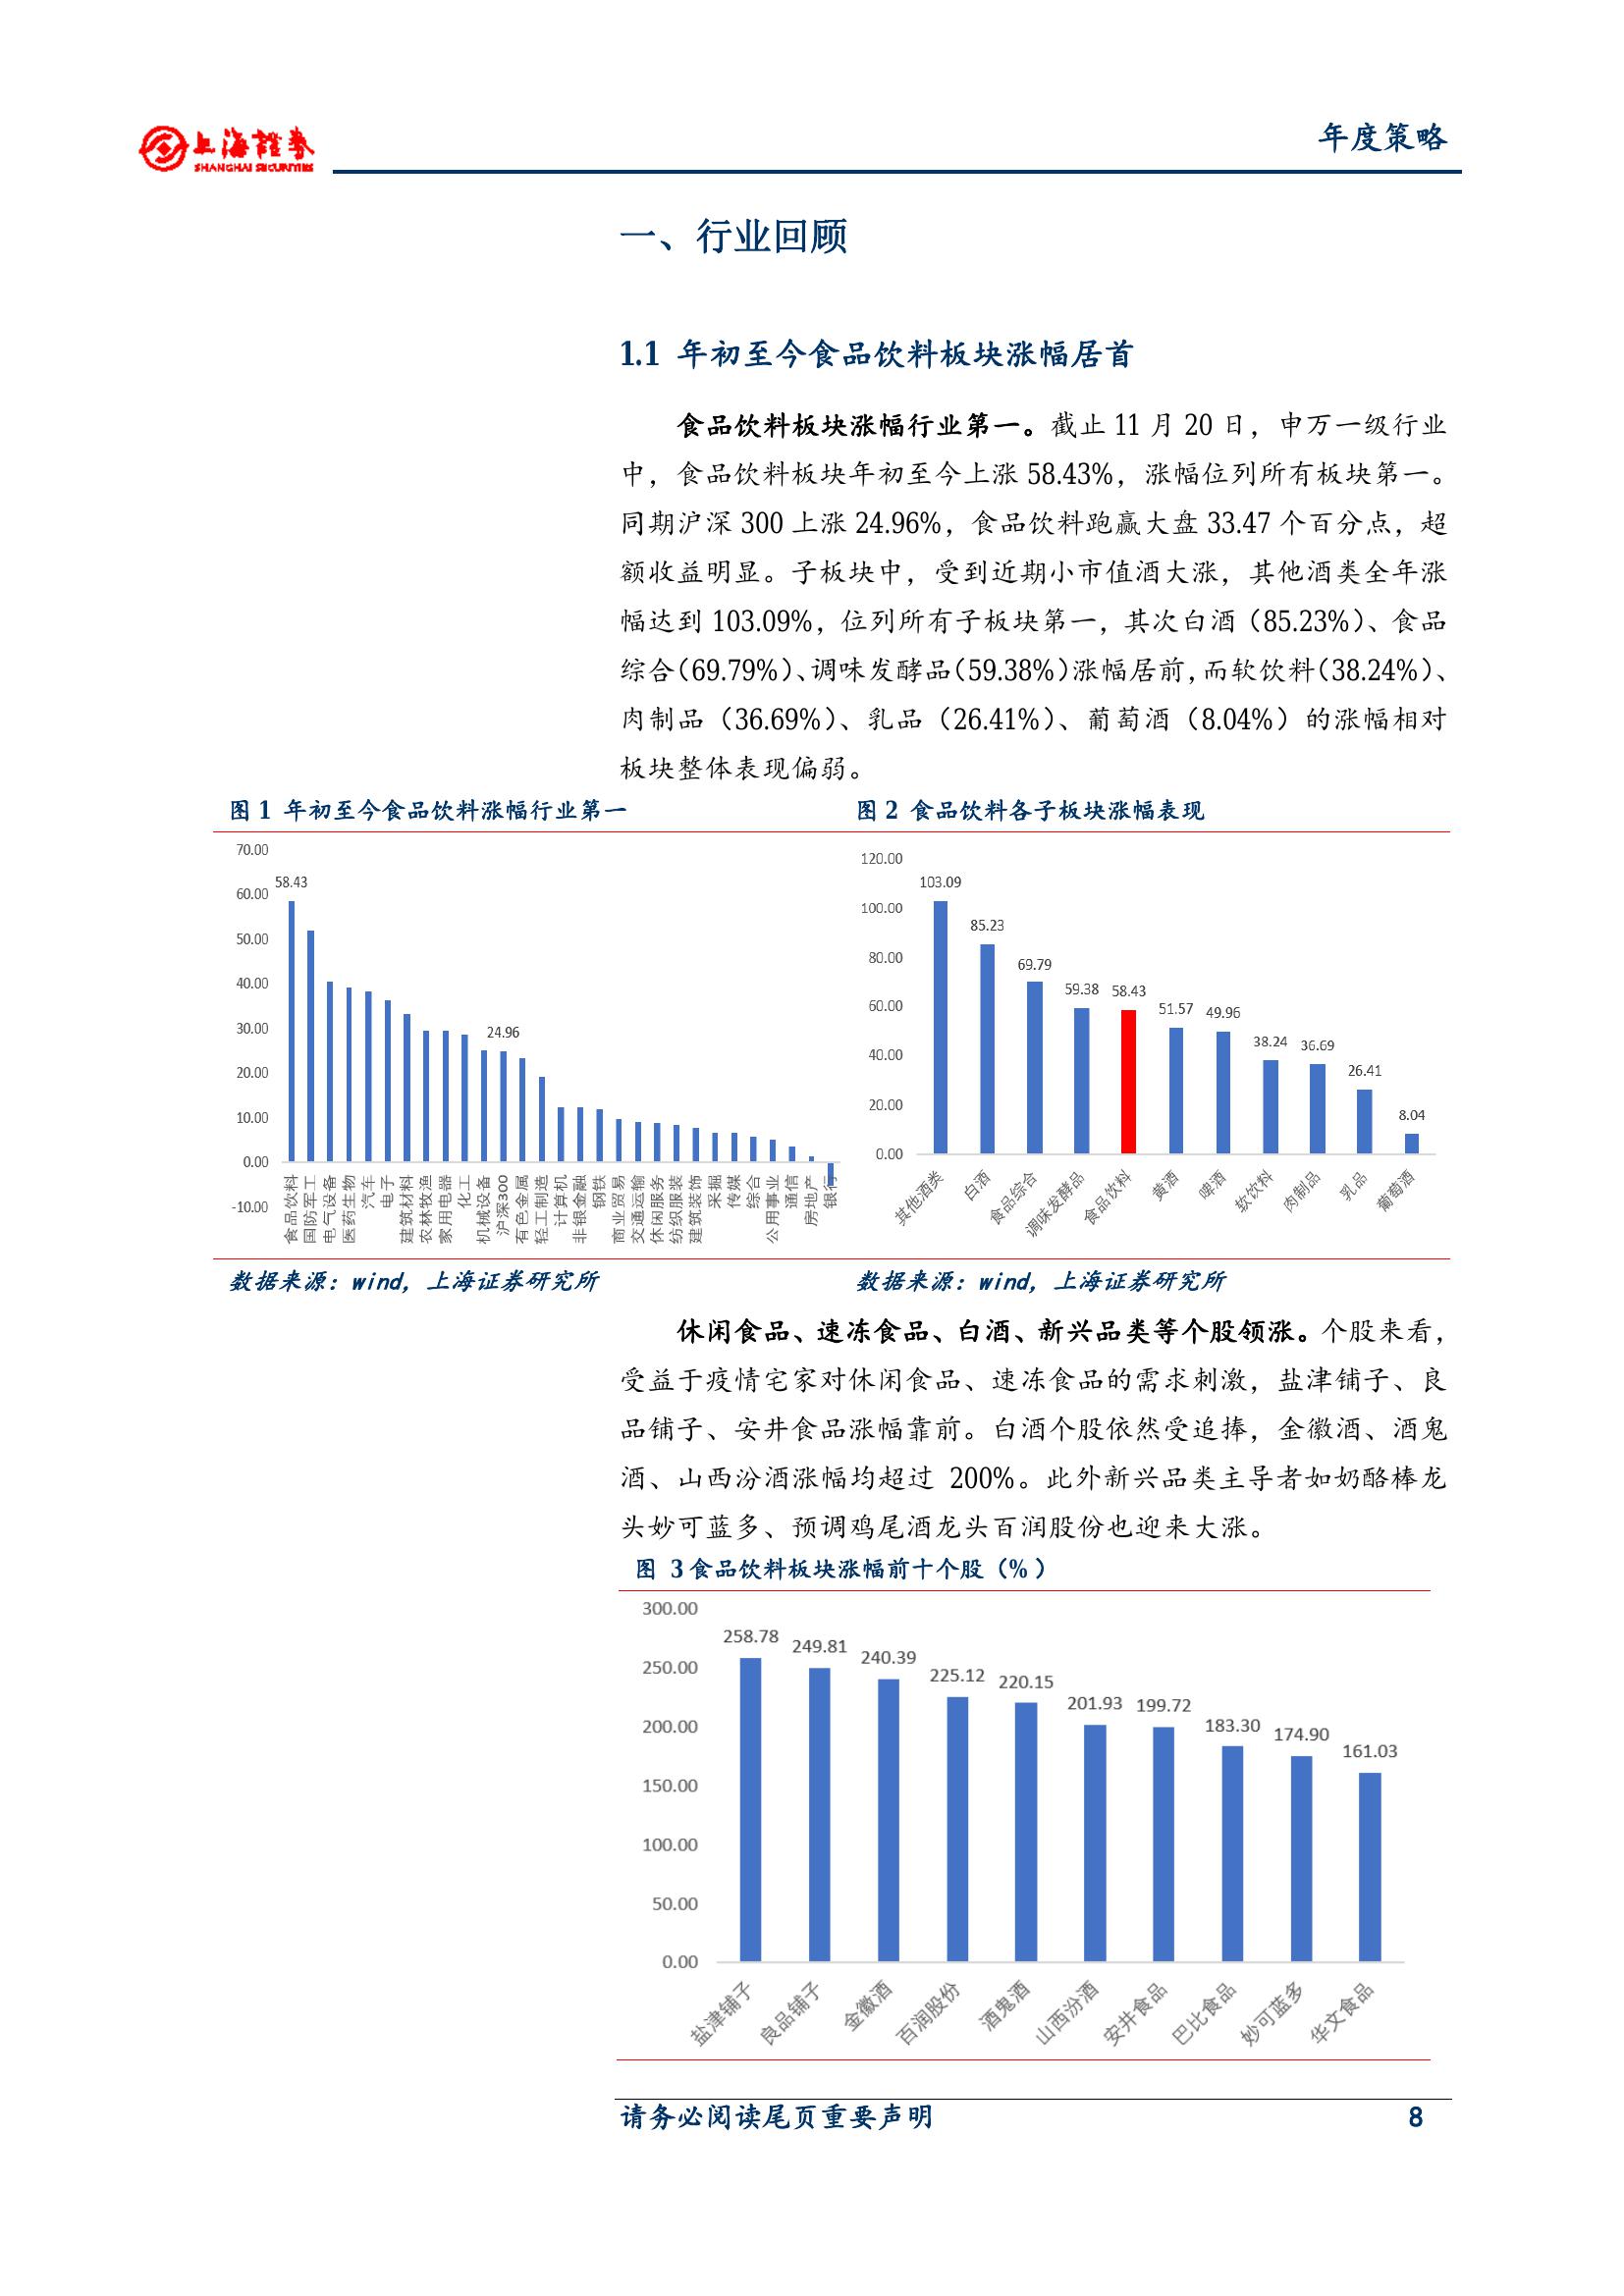 上海證券
SHANGHAI SECURITIES
年度策略
一、行业回顾
1.1 年初至今食品饮料板块涨幅居首
食品饮料板块涨幅行业第一。截止 11 月 20 日，申万一级行业
中，食品饮料板块年初至今上涨 58.43%，涨幅位列所有板块第一。
同期沪深 300 上涨 24.96%，食品饮料跑赢大盘 33.47 个百分点，超
额收益明显。子板块中，受到近期小市值酒大涨，其他酒类全年涨
幅达到 103.09%，位列所有子板块第一，其次白酒（85.23%）、食品
综合（69.79%）、调味发酵品（59.38%）涨幅居前，而软饮料（38.24%）、
肉制品（36.69%）、乳品（26.41%）、葡萄酒（8.04%）的涨幅相对
板块整体表现偏弱。
图 1 年初至今食品饮料涨幅行业第一
70.00
60.00
50.00
40.00
30.00
20.00
10.00
0.00
-10.00
58.43
24.96
食品饮料
国防军工
电气设备
医药生物
汽车
电子
建筑材料
农林牧渔
家用电器
化工
机械设备
沪深300
有色金属
轻工制造
计算机
非银金融
钢铁
商业贸易
交通运输
休闲服务
纺织服装
建筑装饰
采掘
传媒
综合
公用事业
通信
房地产
银行
数据来源：wind，上海证券研究所
图 2 食品饮料各子板块涨幅表现
120.00
100.00
80.00
60.00
40.00
20.00
0.00
103.09
85.23
69.79
59.38
58.43
51.57
49.96
38.24
36.69
26.41
8.04
其他酒类
白酒
食品综合
调味发酵品
食品饮料
黄酒
啤酒
软饮料
肉制品
乳品
葡萄酒
数据来源：wind，上海证券研究所
休闲食品、速冻食品、白酒、新兴品类等个股领涨。个股来看，
受益于疫情宅家对休闲食品、速冻食品的需求刺激，盐津铺子、良
品铺子、安井食品涨幅靠前。白酒个股依然受追捧，金徽酒、酒鬼
酒、山西汾酒涨幅均超过 200%。此外新兴品类主导者如奶酪棒龙
头妙可蓝多、预调鸡尾酒龙头百润股份也迎来大涨。
图 3 食品饮料板块涨幅前十个股（%）
300.00
250.00
200.00
150.00
100.00
50.00
0.00
258.78
249.81
240.39
225.12
220.15
201.93
199.72
183.30
174.90
161.03
盐津铺子
良品铺子
金徽酒
百润股份
酒鬼酒
山西汾酒
安井食品
巴比食品
妙可蓝多
华文食品
请务必阅读尾页重要声明
8